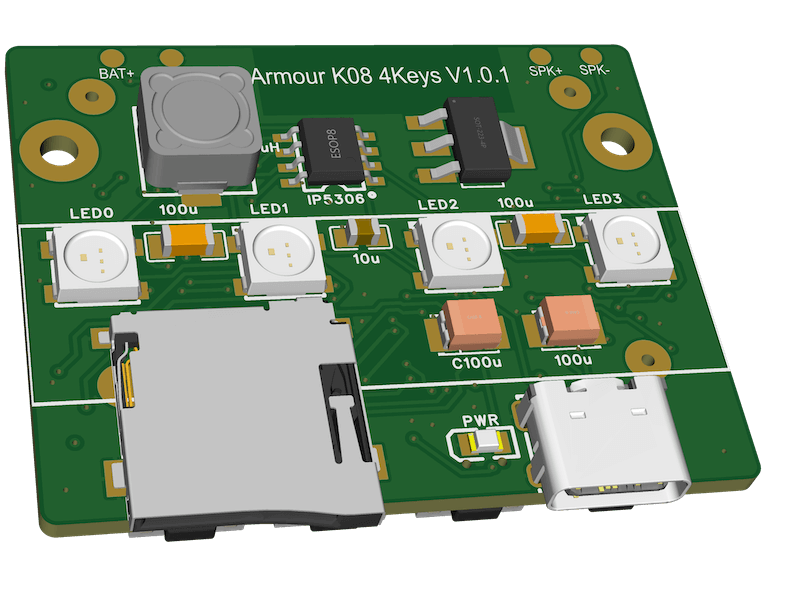 Armour K08 4Keys V1.0.1
BAT+
SPK+
SPK-
uH
ESOP8
IP5306
LED0
100u
LED1
10u
LED2
100u
LED3
C100u
100u
PWR